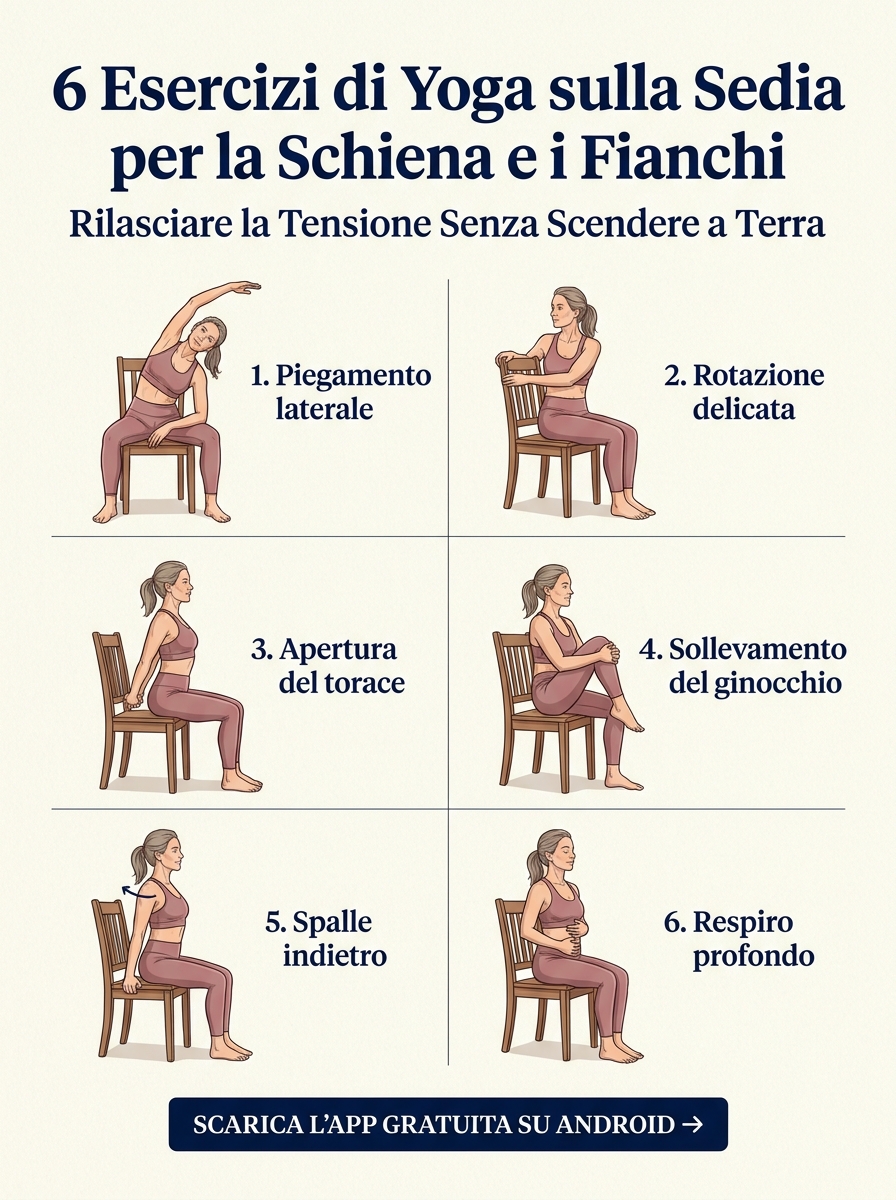 6 Esercizi di Yoga sulla Sedia
per la Schiena e i Fianchi
Rilasciare la Tensione Senza Scendere a Terra
1. Piegamento
laterale
2. Rotazione
delicata
3. Apertura
del torace
4. Sollevamento
del ginocchio
5. Spalle
indietro
6. Respiro
profondo
SCARICA L’APP GRATUITA SU ANDROID →